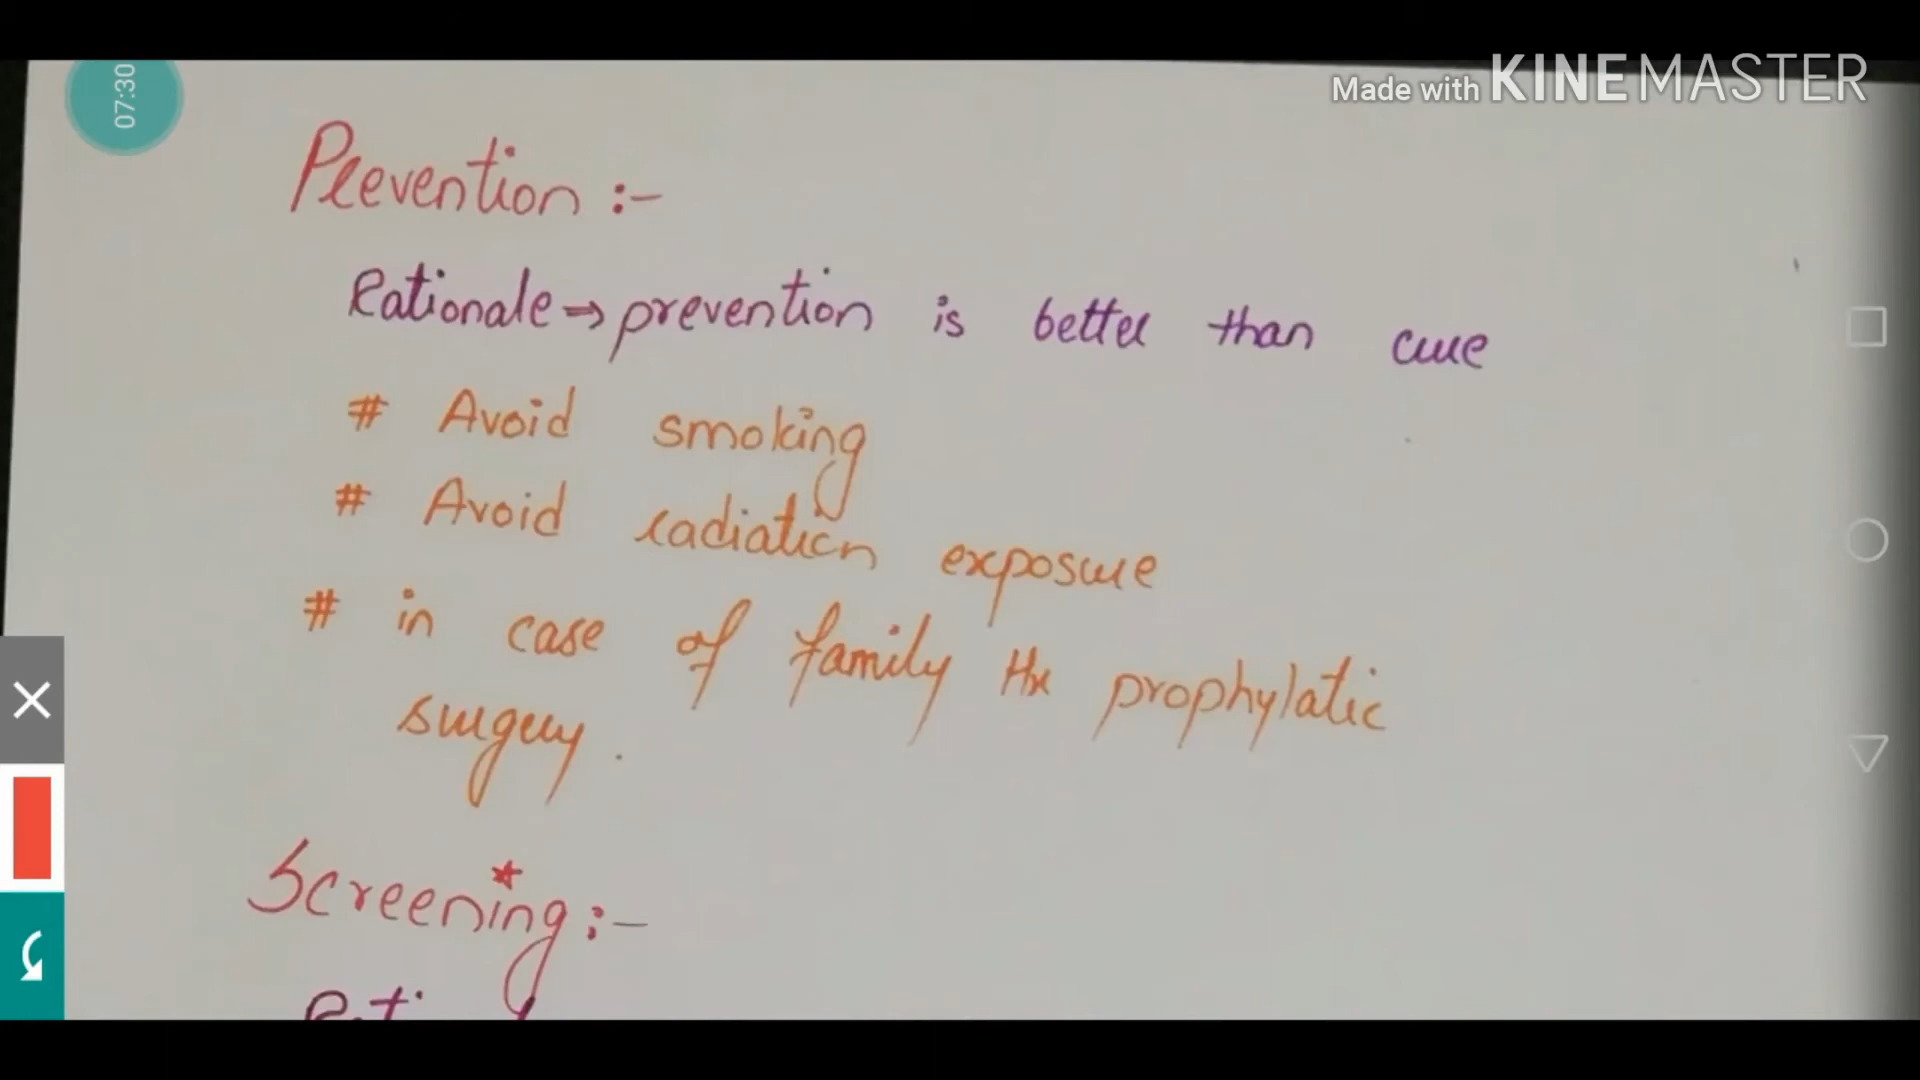 07:30
Made with KINEMASTER
Prevention :-
Rationale → prevention is better than cure
# Avoid smoking
# Avoid radiation exposure
# in case of family Hx prophylatic
surgery .
Screening :-